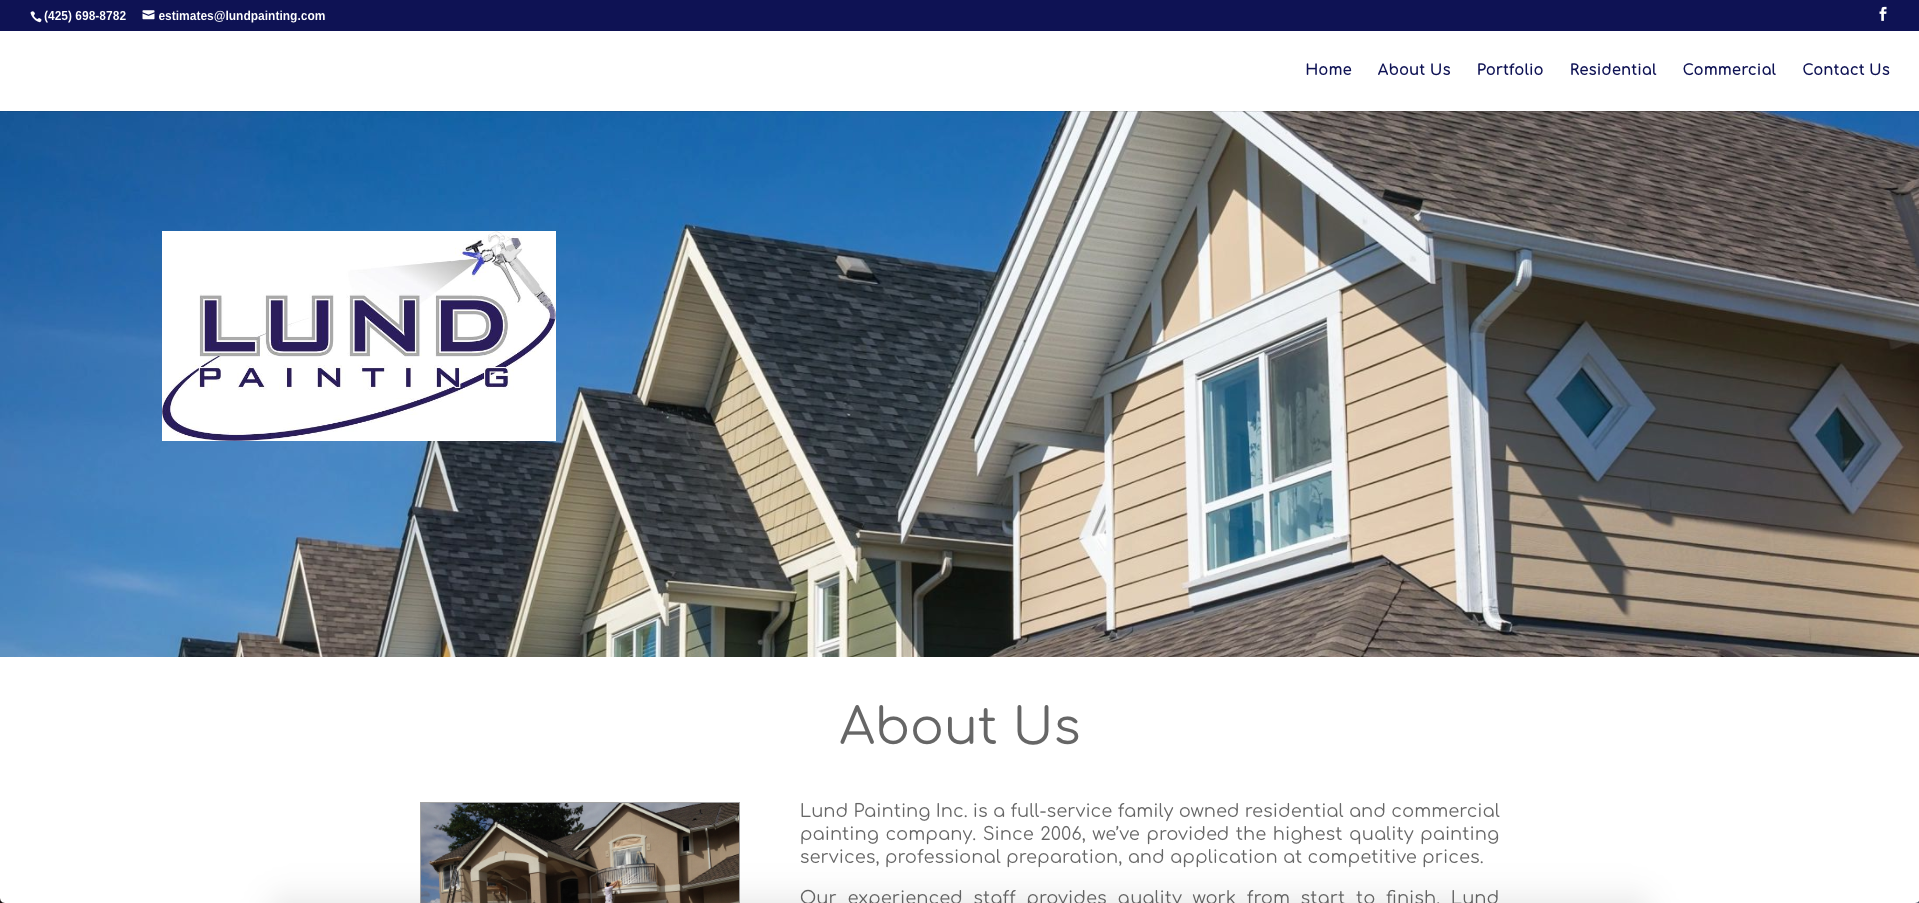 (425) 698-8782 estimates@lundpainting.com
Home About Us Portfolio Residential Commercial Contact Us
LUND
PAINTING
About Us
Lund Painting Inc. is a full-service family owned residential and commercial
painting company. Since 2006, we’ve provided the highest quality painting
services, professional preparation, and application at competitive prices.
Our experienced staff provides quality work from start to finish. Lund